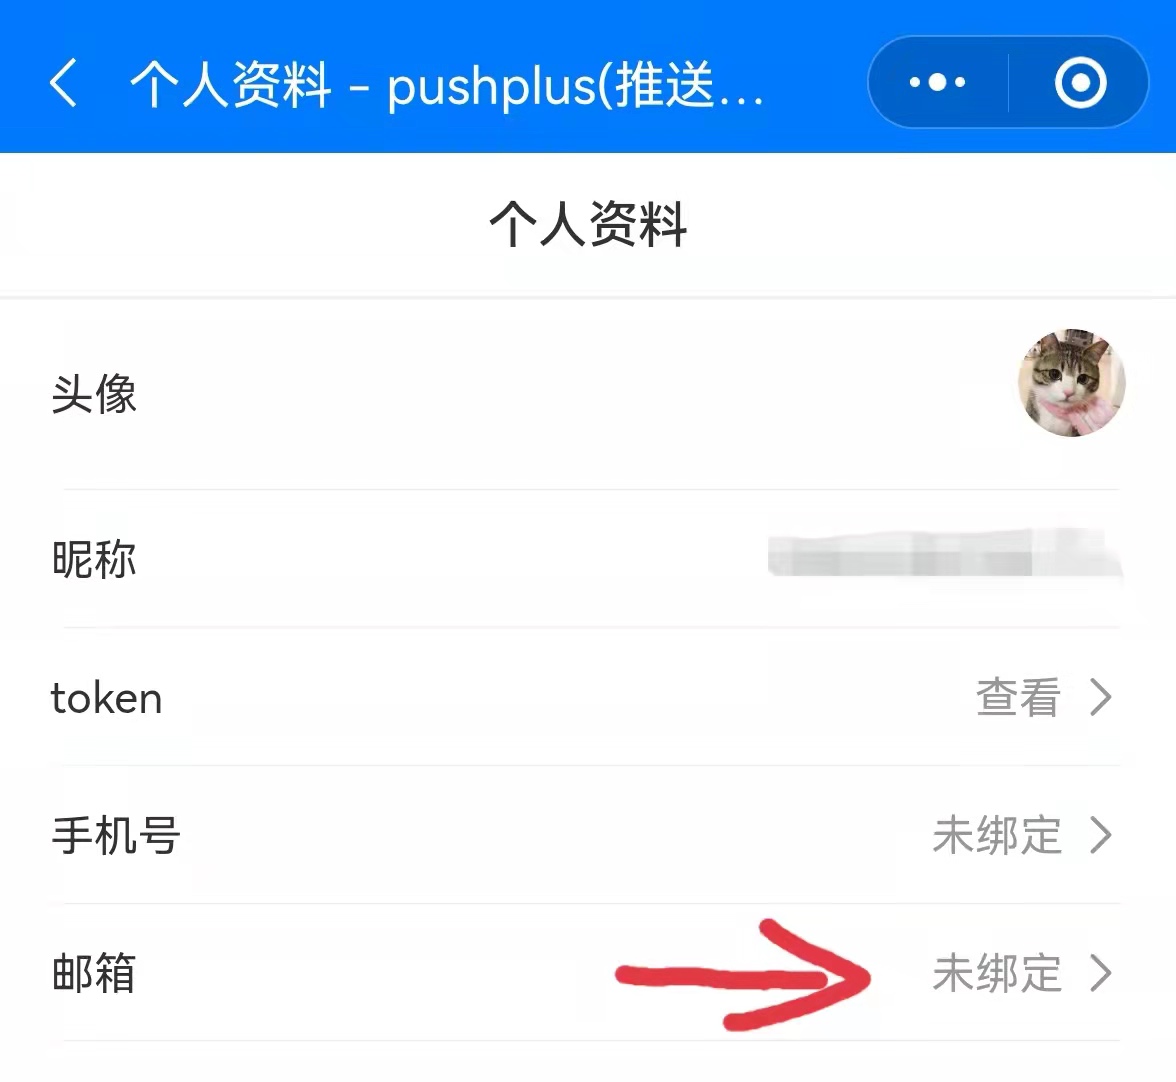 个人资料 – pushplus(推送...
个人资料
头像
昵称
token 查看
手机号 未绑定
邮箱 未绑定